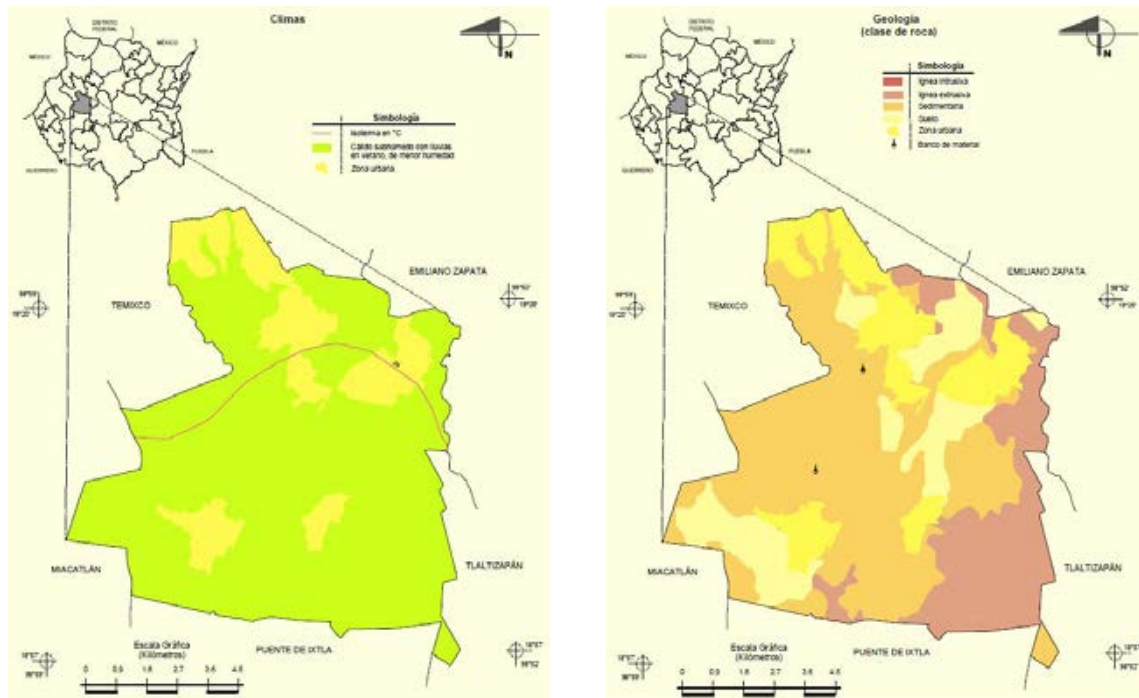 Climas
DISTRITO
FEDERAL
MÉXICO
MÉXICO
PUEBLA
GUERRERO
N
Simbología
Isoterma en °C
Cálido subhúmedo con lluvias
en verano, de menor humedad
Zona urbana
EMILIANO ZAPATA
TEMIXCO
MIACATLÁN
TLALTIZAPÁN
PUENTE DE IXTLA
Escala Gráfica
(Kilómetros)
0 0.9 1.8 2.7 3.6 4.5
Geología
(clase de roca)
DISTRITO
FEDERAL
MÉXICO
MÉXICO
PUEBLA
GUERRERO
N
Simbología
Ignea intrusiva
Ignea extrusiva
Sedimentaria
Suelo
Zona urbana
Banco de material
EMILIANO ZAPATA
TEMIXCO
MIACATLÁN
TLALTIZAPÁN
PUENTE DE IXTLA
Escala Gráfica
(Kilómetros)
0 0.9 1.8 2.7 3.6 4.5